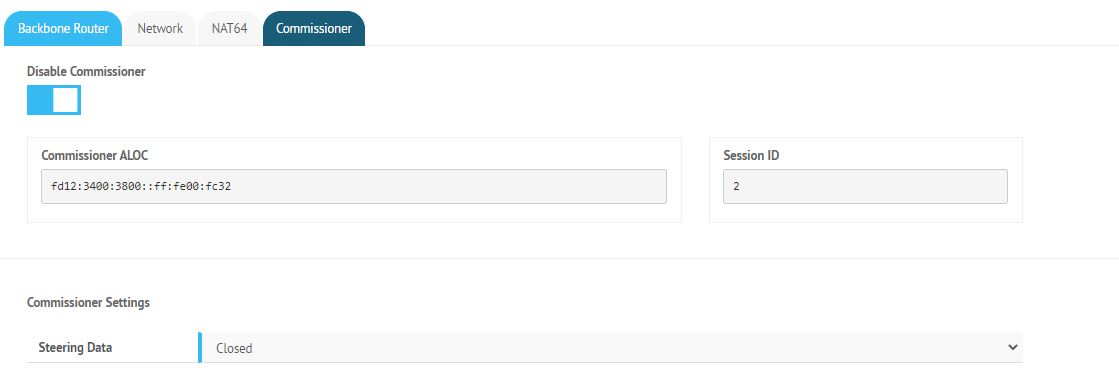 Backbone Router Network NAT64 Commissioner
Disable Commissioner
Commissioner ALOC
fd12:3400:3800::ff:fe00:fc32
Session ID
2
Commissioner Settings
Steering Data Closed